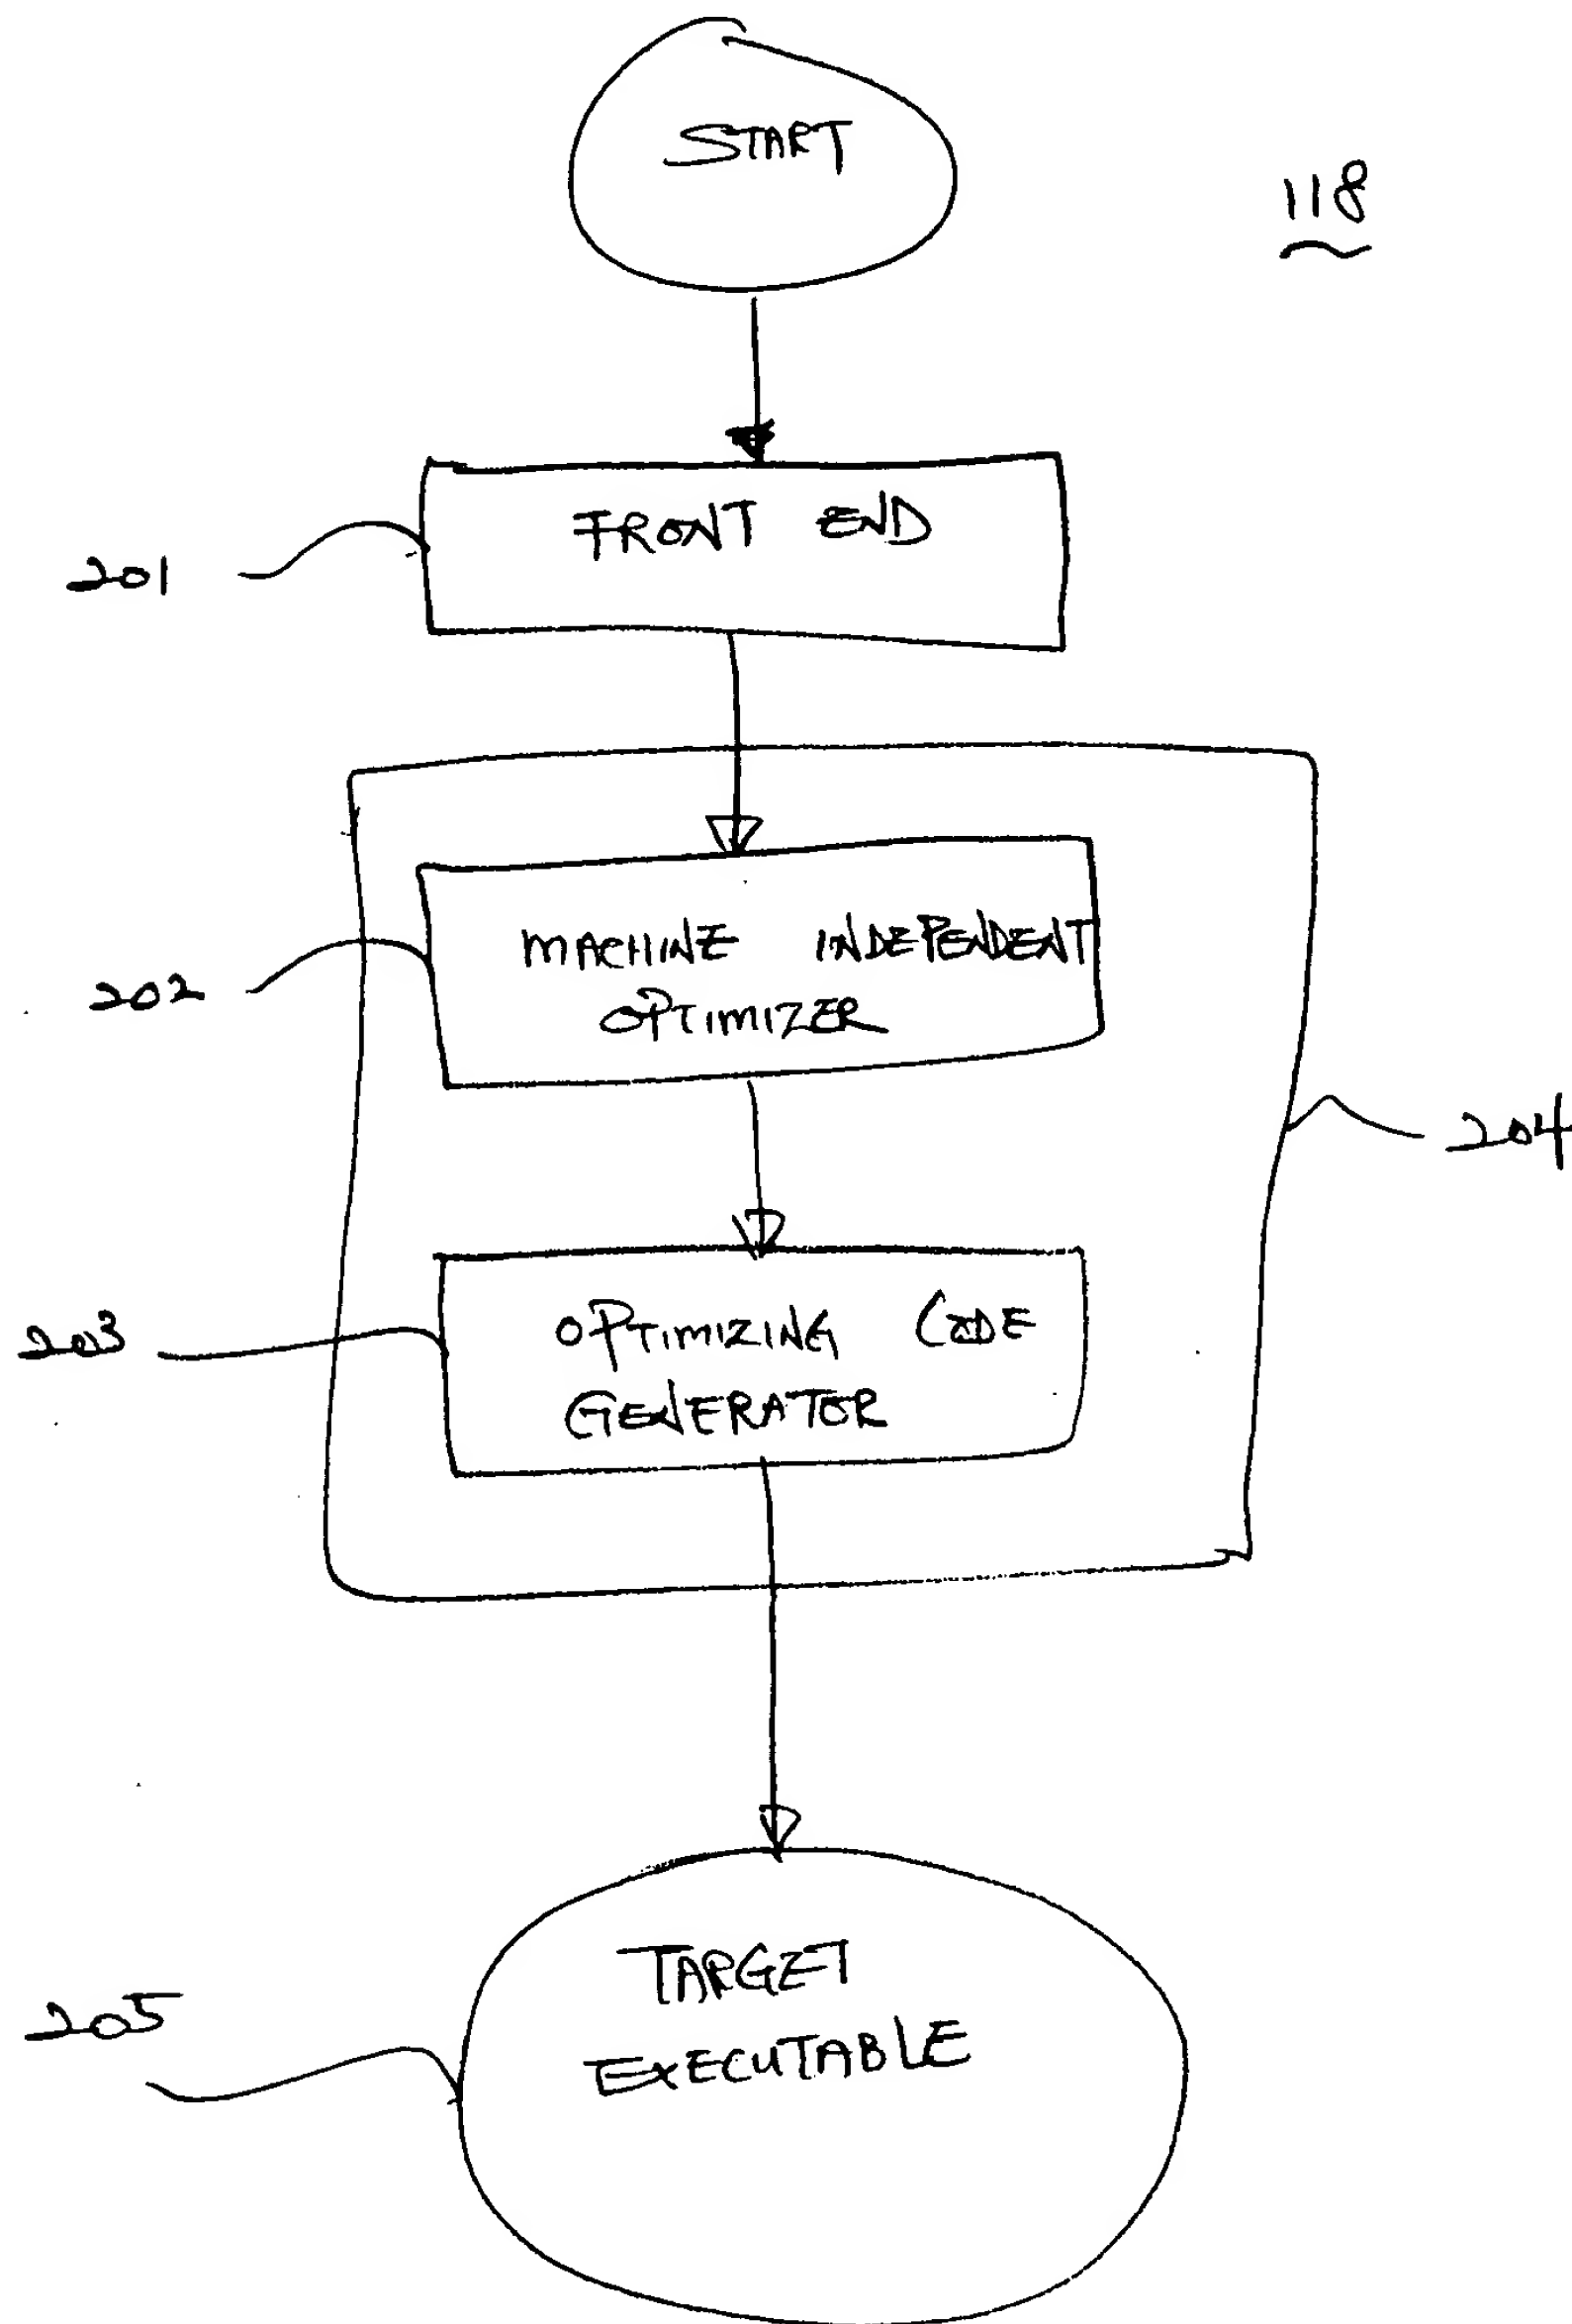 START
118
FRONT END
201
MACHINE INDEPENDENT
OPTIMIZER
202
204
OPTIMIZING CODE
GENERATOR
203
TARGET
EXECUTABLE
205